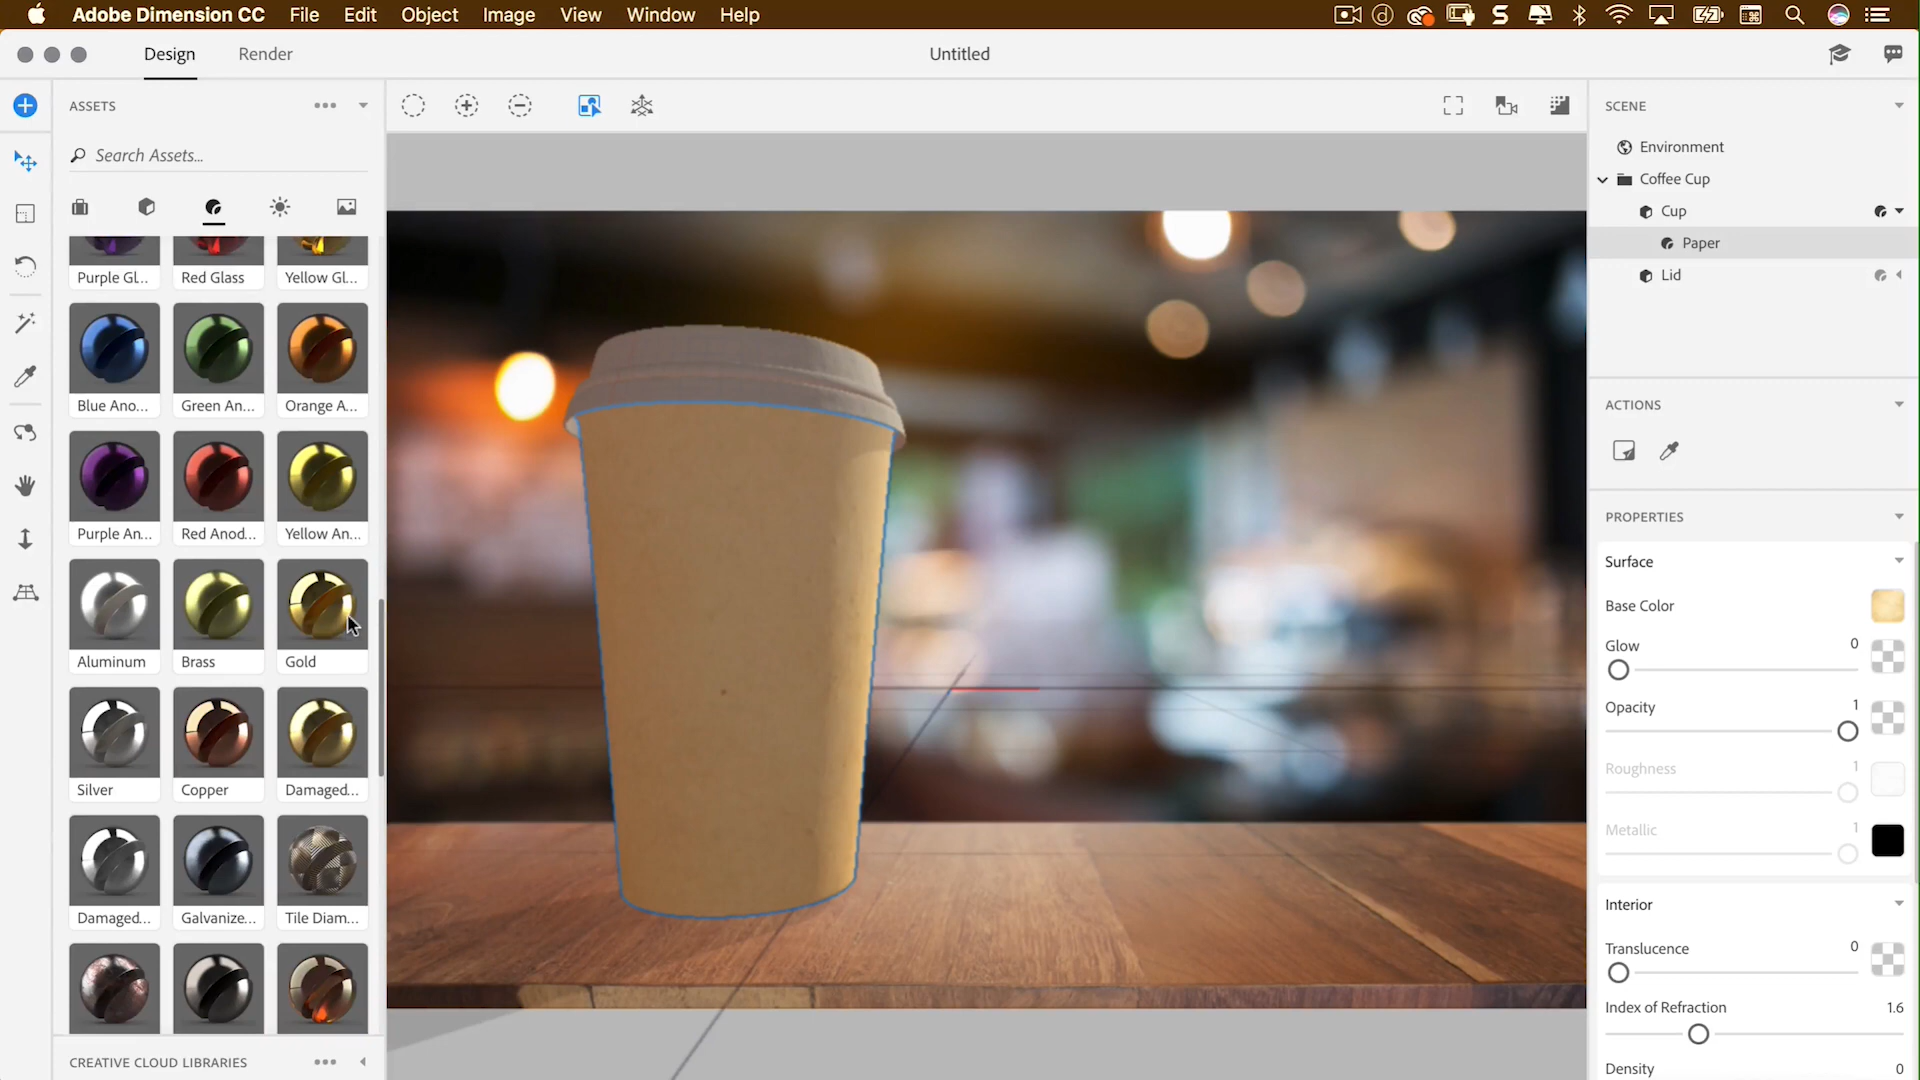 Adobe Dimension CC File Edit Object Image View Window Help
Design Render Untitled
ASSETS
Search Assets...
Purple Gl... Red Glass Yellow Gl...
Blue Ano... Green An... Orange A...
Purple An... Red Anod... Yellow An...
Aluminum Brass Gold
Silver Copper Damaged...
Damaged... Galvanize... Tile Diam...
CREATIVE CLOUD LIBRARIES
SCENE
Environment
Coffee Cup
Cup
Paper
Lid
ACTIONS
PROPERTIES
Surface
Base Color
Glow 0
Opacity 1
Roughness 1
Metallic 1
Interior
Translucence 0
Index of Refraction 1.6
Density 0